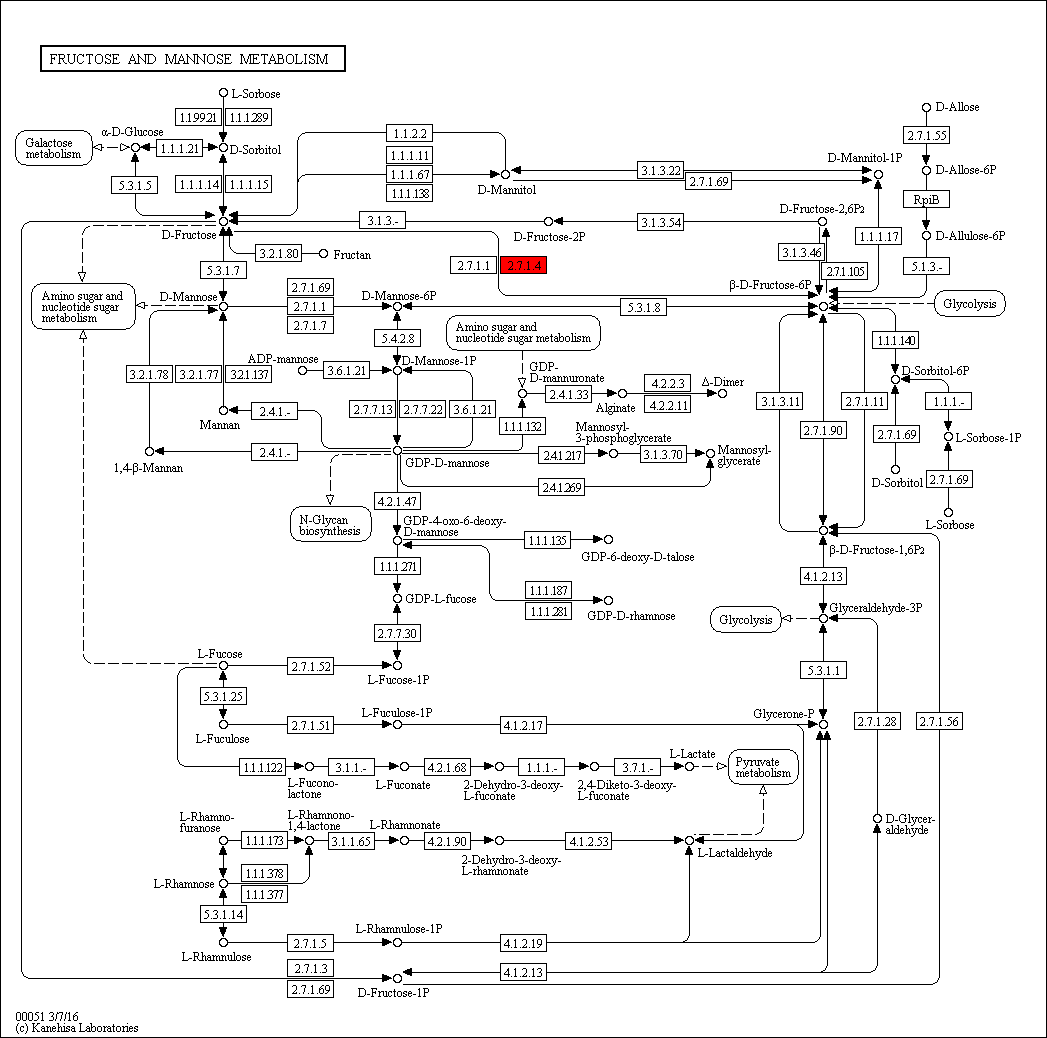 FRUCTOSE AND MANNOSE METABOLISM
L-Sorbose
1.1.99.21
1.1.1.289
D-Allose
α-D-Glucose
Galactose
metabolism
1.1.1.21
D-Sorbitol
1.1.2.2
2.7.1.55
1.1.1.11
D-Mannitol-1P
5.3.1.5
1.1.1.14
1.1.1.15
1.1.1.67
3.1.3.22
2.7.1.69
D-Allose-6P
D-Mannitol
1.1.1.138
RpiB
D-Fructose-2,6P2
3.1.3.-
3.1.3.54
D-Fructose
D-Fructose-2P
1.1.1.17
D-Allulose-6P
3.2.1.80
Fructan
3.1.3.46
2.7.1.105
5.3.1.7
2.7.1.1
2.7.1.4
5.1.3.-
β-D-Fructose-6P
Amino sugar and
nucleotide sugar
metabolism
D-Mannose
2.7.1.69
2.7.1.1
2.7.1.7
D-Mannose-6P
5.3.1.8
Glycolysis
5.4.2.8
Amino sugar and
nucleotide sugar metabolism
1.1.1.140
ADP-mannose
D-Mannose-1P
3.2.1.78
3.2.1.77
3.2.1.137
3.6.1.21
GDP-
D-mannuronate
D-Sorbitol-6P
2.4.1.33
4.2.2.3
4.2.2.11
Δ-Dimer
Alginate
Mannan
2.4.1.-
2.7.7.13
2.7.7.22
3.6.1.21
3.1.3.11
2.7.1.11
1.1.1.-
1.1.1.132
Mannosyl-
3-phosphoglycerate
2.7.1.90
2.7.1.69
L-Sorbose-1P
1,4-β-Mannan
2.4.1.-
GDP-D-mannose
2.4.1.217
3.1.3.70
Mannosyl-
glycerate
D-Sorbitol
2.7.1.69
2.4.1.269
4.2.1.47
N-Glycan
biosynthesis
GDP-4-oxo-6-deoxy-
D-mannose
L-Sorbose
1.1.1.135
GDP-6-deoxy-D-talose
β-D-Fructose-1,6P2
1.1.1.271
4.1.2.13
1.1.1.187
1.1.1.281
GDP-L-fucose
GDP-D-rhamnose
Glyceraldehyde-3P
Glycolysis
2.7.7.30
L-Fucose
2.7.1.52
L-Fucose-1P
5.3.1.1
5.3.1.25
L-Fuculose-1P
Glycerone-P
2.7.1.51
4.1.2.17
2.7.1.28
2.7.1.56
L-Fuculose
1.1.1.122
3.1.1.-
4.2.1.68
1.1.1.-
3.7.1.-
L-Lactate
Pyruvate
metabolism
L-Fucono-
lactone
L-Fuconate
2-Dehydro-3-deoxy-
L-fuconate
2,4-Diketo-3-deoxy-
L-fuconate
L-Rhamno-
furanose
L-Rhamnono-
1,4-lactone
L-Rhamnonate
D-Glycer-
aldehyde
1.1.1.173
3.1.1.65
4.2.1.90
4.2.1.53
L-Lactaldehyde
2-Dehydro-3-deoxy-
L-rhamnonate
L-Rhamnose
1.1.1.378
1.1.1.377
5.3.1.14
L-Rhamnulose-1P
2.7.1.5
4.1.2.19
L-Rhamnulose
2.7.1.3
2.7.1.69
4.1.2.13
D-Fructose-1P
00051 3/7/16
(c) Kanehisa Laboratories